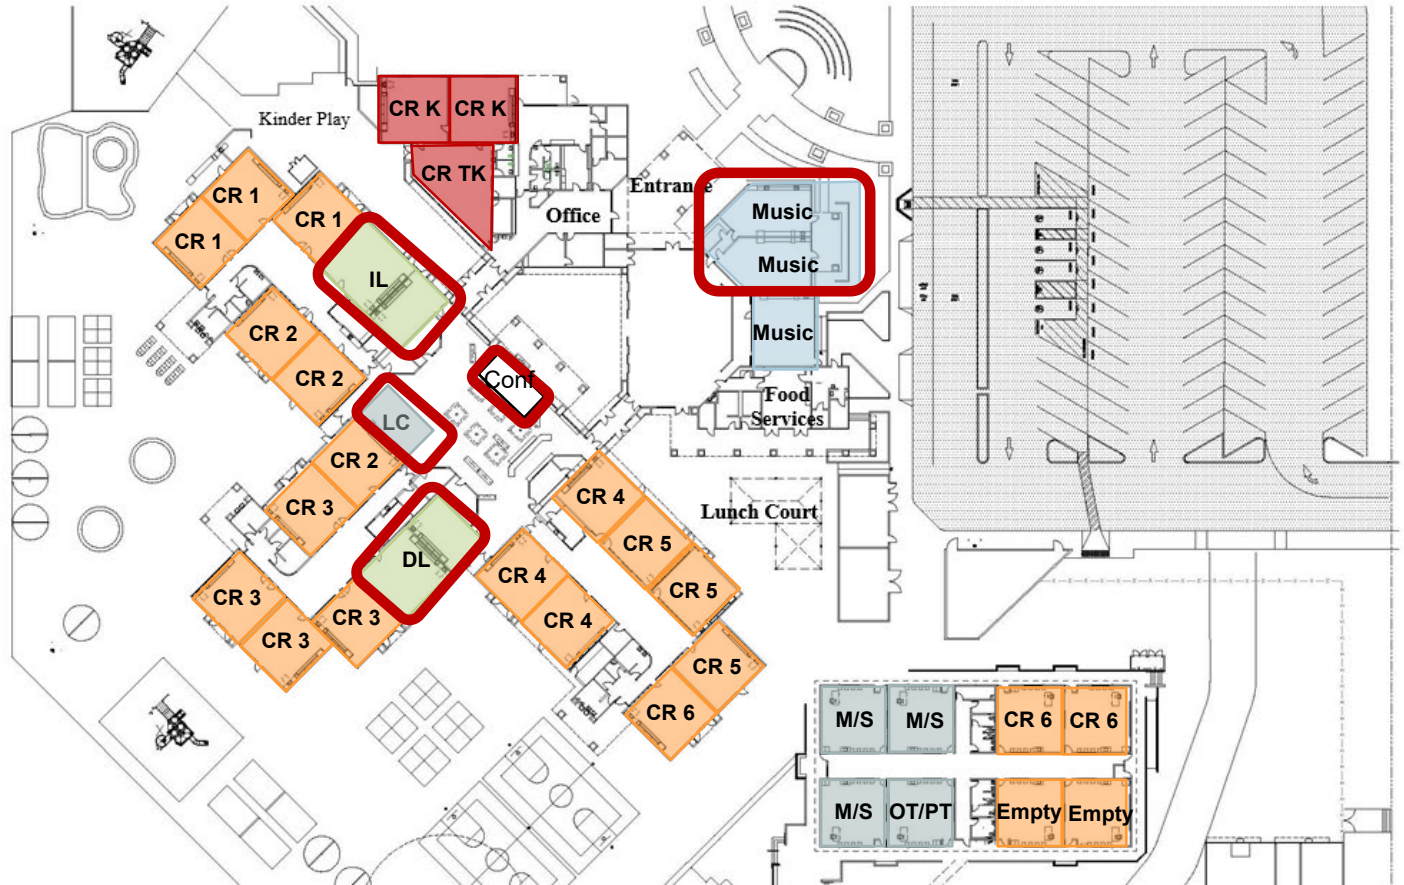 CR K
CR K
Kinder Play
CR TK
Entrance
CR 1
CR 1
CR 1
Office
Music
Music
IL
CR 2
Music
CR 2
Conf
Food
Services
LC
CR 2
CR 3
CR 4
Lunch Court
CR 5
DL
CR 4
CR 5
CR 3
CR 3
CR 4
CR 3
CR 5
CR 6
M/S
M/S
CR 6
CR 6
M/S
OT/PT
Empty
Empty